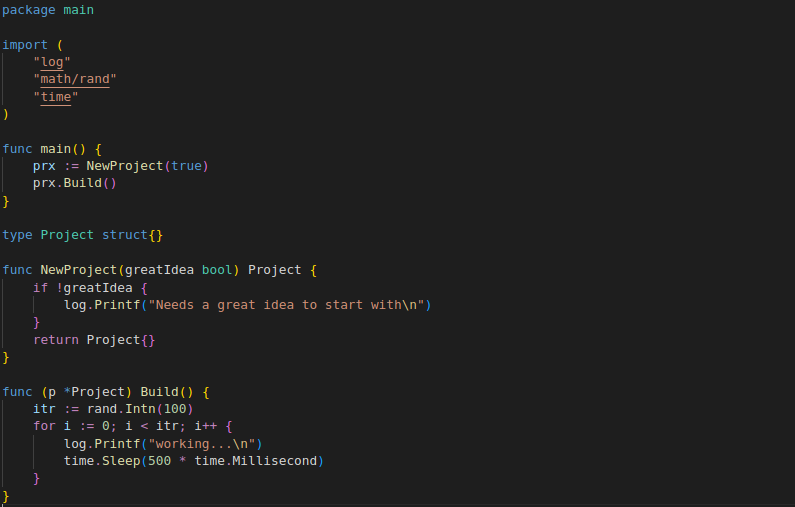 package main
import (
"log"
"math/rand"
"time"
)
func main() {
prx := NewProject(true)
prx.Build()
}
type Project struct{}
func NewProject(greatIdea bool) Project {
if !greatIdea {
log.Printf("Needs a great idea to start with\n")
}
return Project{}
}
func (p *Project) Build() {
itr := rand.Intn(100)
for i := 0; i < itr; i++ {
log.Printf("working...\n")
time.Sleep(500 * time.Millisecond)
}
}